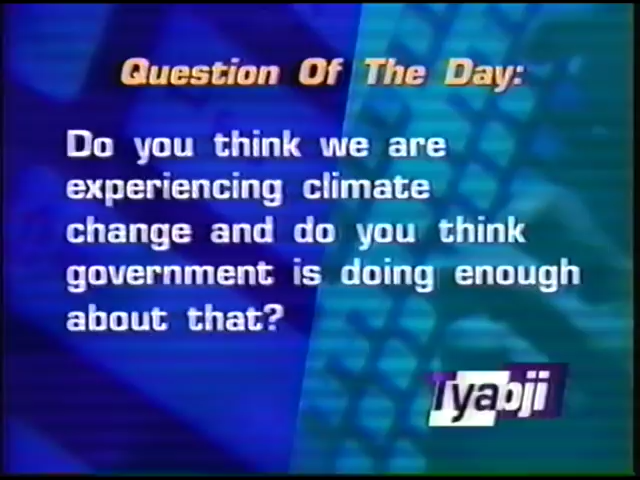 Question Of The Day:
Do you think we are
experiencing climate
change and do you think
government is doing enough
about that?
Tyabji